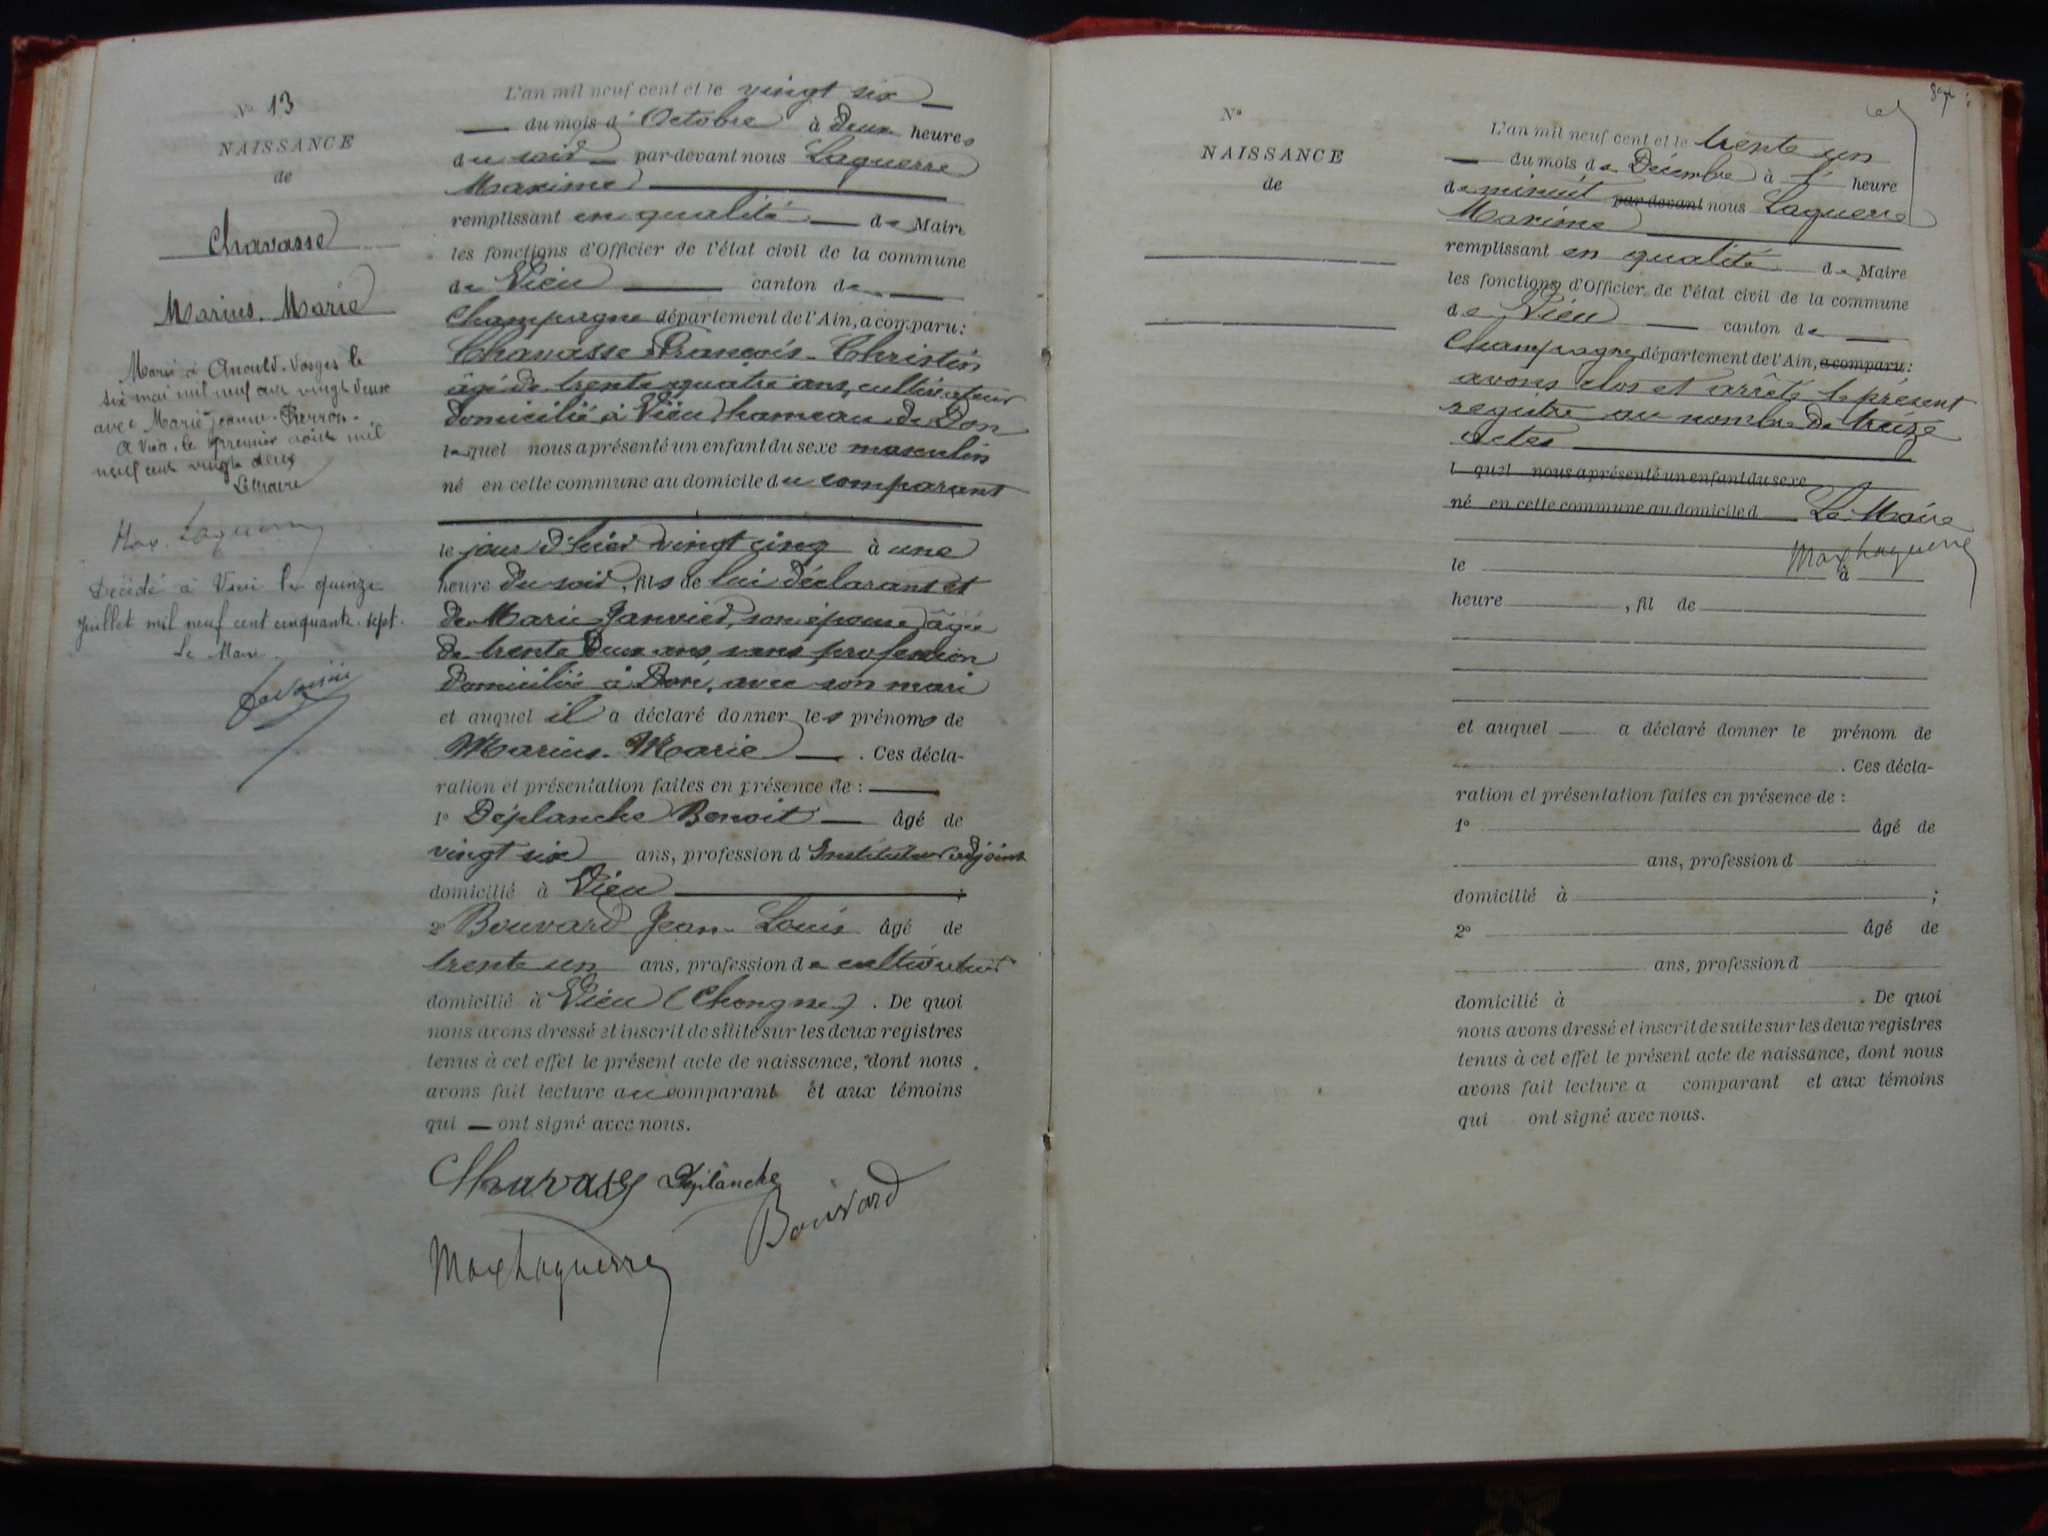 N° 13
NAISSANCE
de
Chavasse
Marius. Marie
Marié à Anould-Vosges le
six mai mil neuf cent vingt deux
avec Marie Jeanne Pierron.
A Vieu, le premier août mil
neuf cent vingt deux
Le Maire
Max. Laguerre
Décédé à Vieu le quinze
Juillet mil neuf cent cinquante. sept.
Le Maire
L'an mil neuf cent et le vingt six
du mois d'Octobre à deux heures
du soir par-devant nous Laguerre
Maxime
remplissant en qualité de Maire
les fonctions d'Officier de l'état civil de la commune
de Vieu canton de
Champagne département de l'Ain, a comparu :
Chavasse François-Christin
âgé de trente quatre ans, cultivateur
domicilié à Vieu hameau de Don
lequel nous a présenté un enfant du sexe masculin
né en cette commune au domicile du comparant
le jour d'hier vingt cinq à une
heure du soir, fils de lui déclarant et
de Marie Janvier, son épouse, âgée
de trente deux ans sans profession
domiciliée à Don, avec son mari
et auquel il a déclaré donner les prénoms de
Marius. Marie . Ces décla-
ration et présentation faites en présence de :
1° Déplanche Benoit âgé de
vingt six ans, profession d'Instituteur adjoint
domicilié à Vieu ;
2° Bouvard Jean-Louis âgé de
trente un ans, profession de cultivateur
domicilié à Vieu (Chongne) . De quoi
nous avons dressé et inscrit de suite sur les deux registres
tenus à cet effet le présent acte de naissance, dont nous
avons fait lecture au comparant et aux témoins
qui ont signé avec nous.
Chavasse Déplanche
Bouvard
Max Laguerre
N°
NAISSANCE
de
L'an mil neuf cent et le trente un
du mois de Décembre à l' heure
de minuit par-devant nous Laguerre
Maxime
remplissant en qualité de Maire
les fonctions d'Officier de l'état civil de la commune
de Vieu canton de
Champagne département de l'Ain, a comparu :
avons clos et arrêté le présent
registre au nombre de treize
actes
l quel nous a présenté un enfant du sexe
né en cette commune au domicile d Le Maire
Max Laguerre
le à
heure , fil de
et auquel a déclaré donner le prénom de
. Ces décla-
ration et présentation faites en présence de :
1° âgé de
ans, profession d
domicilié à ;
2° âgé de
ans, profession d
domicilié à . De quoi
nous avons dressé et inscrit de suite sur les deux registres
tenus à cet effet le présent acte de naissance, dont nous
avons fait lecture a comparant et aux témoins
qui ont signé avec nous.